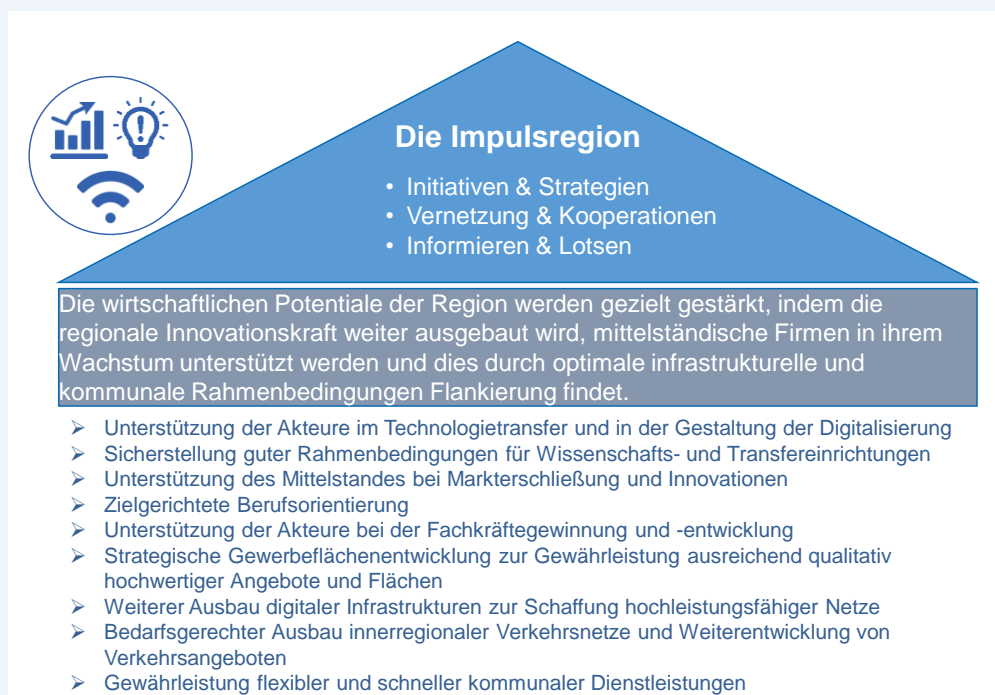 Die Impulsregion
• Initiativen & Strategien
• Vernetzung & Kooperationen
• Informieren & Lotsen
Die wirtschaftlichen Potentiale der Region werden gezielt gestärkt, indem die
regionale Innovationskraft weiter ausgebaut wird, mittelständische Firmen in ihrem
Wachstum unterstützt werden und dies durch optimale infrastrukturelle und
kommunale Rahmenbedingungen Flankierung findet.
➢ Unterstützung der Akteure im Technologietransfer und in der Gestaltung der Digitalisierung
➢ Sicherstellung guter Rahmenbedingungen für Wissenschafts- und Transfereinrichtungen
➢ Unterstützung des Mittelstandes bei Markterschließung und Innovationen
➢ Zielgerichtete Berufsorientierung
➢ Unterstützung der Akteure bei der Fachkräftegewinnung und -entwicklung
➢ Strategische Gewerbeflächenentwicklung zur Gewährleistung ausreichend qualitativ
hochwertiger Angebote und Flächen
➢ Weiterer Ausbau digitaler Infrastrukturen zur Schaffung hochleistungsfähiger Netze
➢ Bedarfsgerechter Ausbau innerregionaler Verkehrsnetze und Weiterentwicklung von
Verkehrsangeboten
➢ Gewährleistung flexibler und schneller kommunaler Dienstleistungen